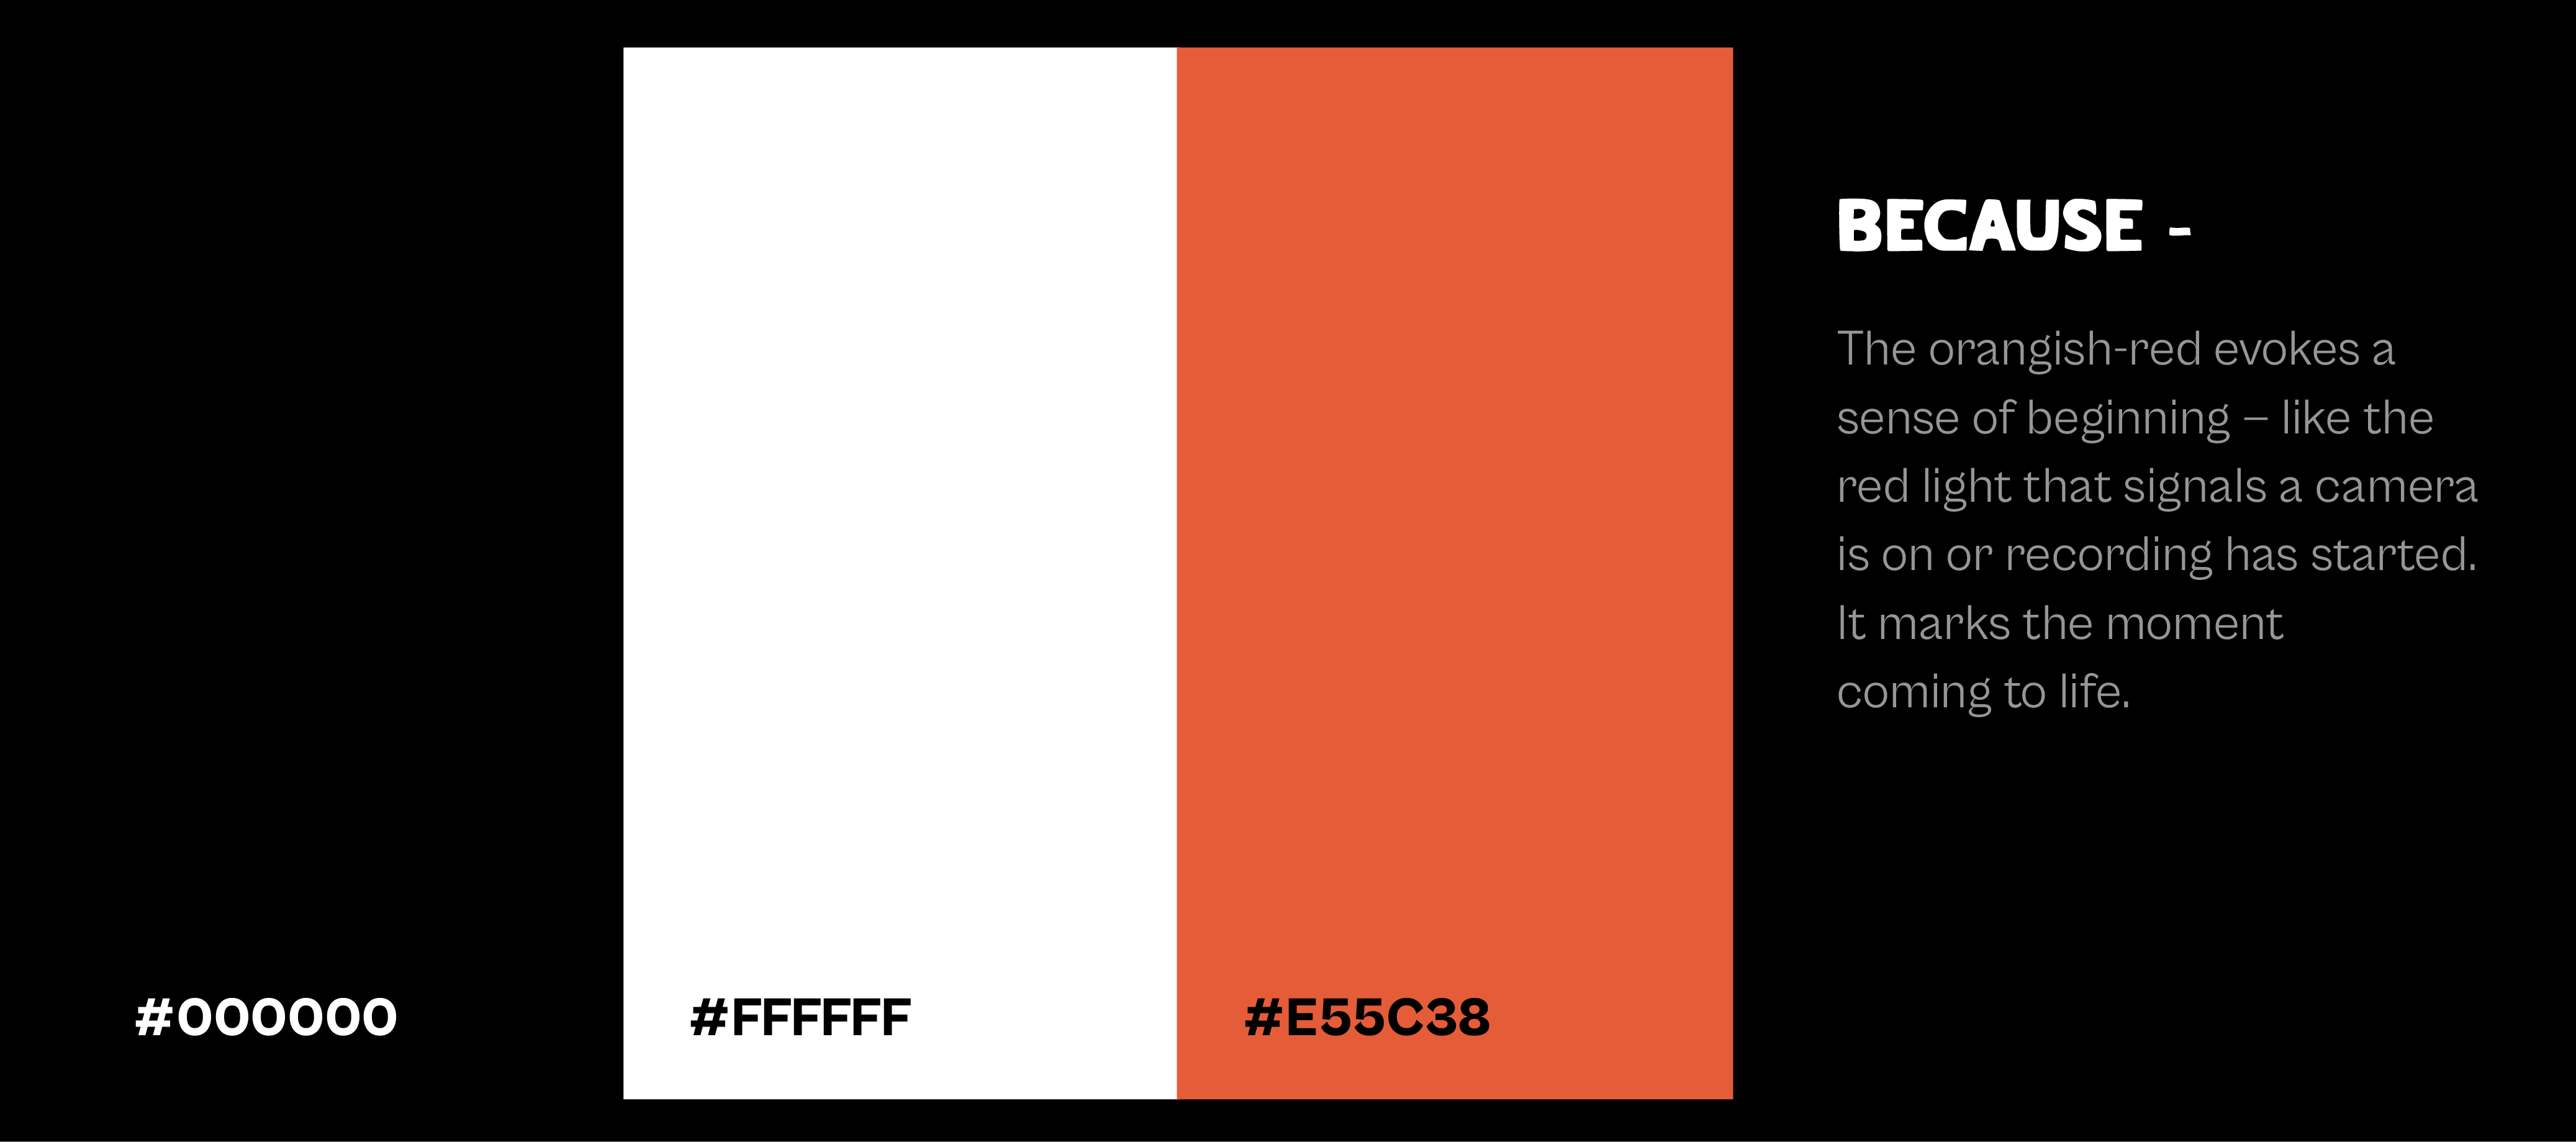 #000000
#FFFFFF
#E55C38
BECAUSE -
The orangish-red evokes a
sense of beginning – like the
red light that signals a camera
is on or recording has started.
It marks the moment
coming to life.